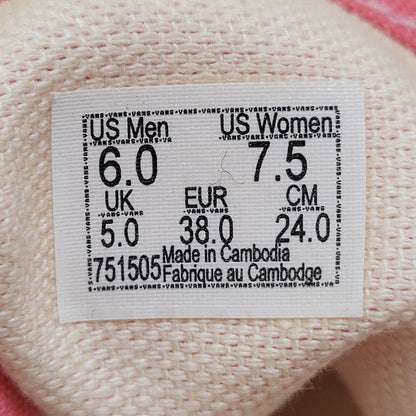 US Men US Women
6.0 7.5
UK EUR CM
5.0 38.0 24.0
751505 Made in Cambodia
Fabrique au Cambodge